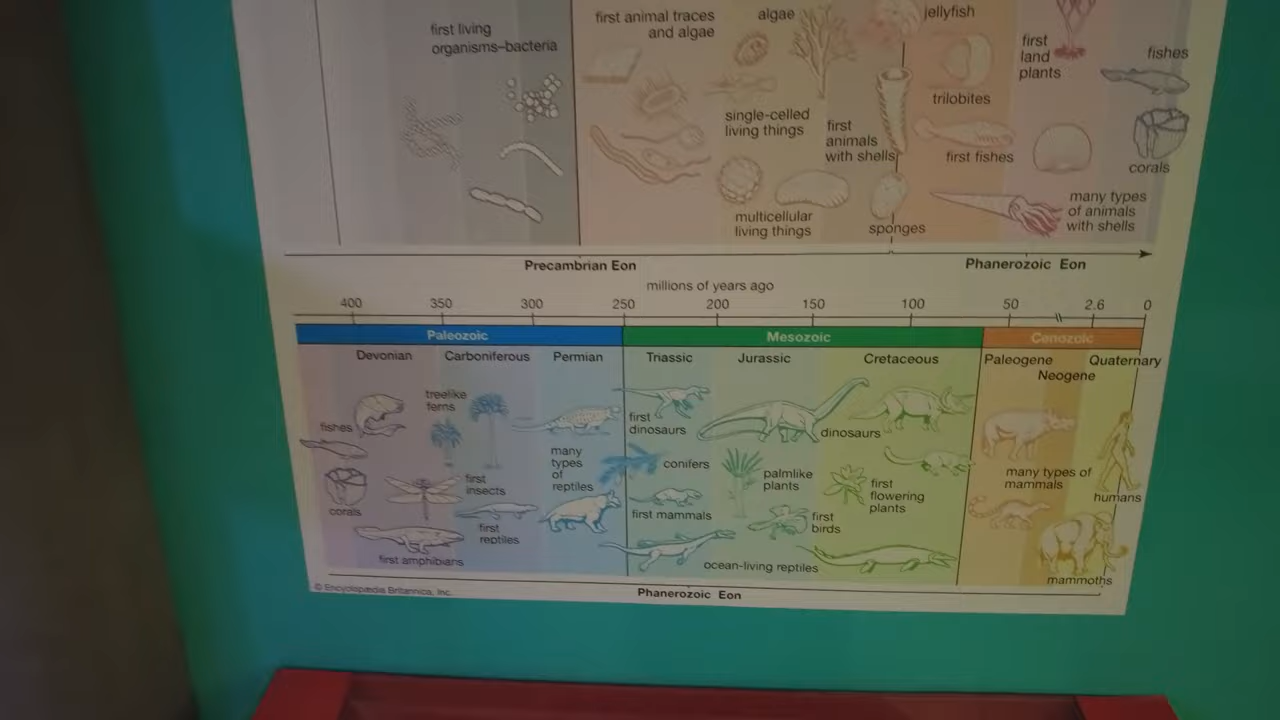 first living
organisms–bacteria
first animal traces
and algae
algae
single-celled
living things
multicellular
living things
first
animals
with shells
sponges
jellyfish
trilobites
first fishes
first
land
plants
fishes
corals
many types
of animals
with shells
Precambrian Eon
Phanerozoic Eon
millions of years ago
400 350 300 250 200 150 100 50 2.6 0
Paleozoic Mesozoic Cenozoic
Devonian Carboniferous Permian Triassic Jurassic Cretaceous Paleogene Quaternary
Neogene
fishes
corals
treelike
ferns
first
insects
first
reptiles
first amphibians
many
types
of
reptiles
first
dinosaurs
conifers
first mammals
palmlike
plants
first
birds
ocean-living reptiles
dinosaurs
first
flowering
plants
many types of
mammals
humans
mammoths
© Encyclopædia Britannica, Inc.
Phanerozoic Eon